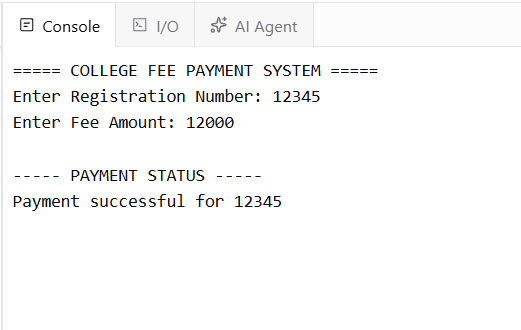 Console I/O AI Agent
===== COLLEGE FEE PAYMENT SYSTEM =====
Enter Registration Number: 12345
Enter Fee Amount: 12000
----- PAYMENT STATUS -----
Payment successful for 12345